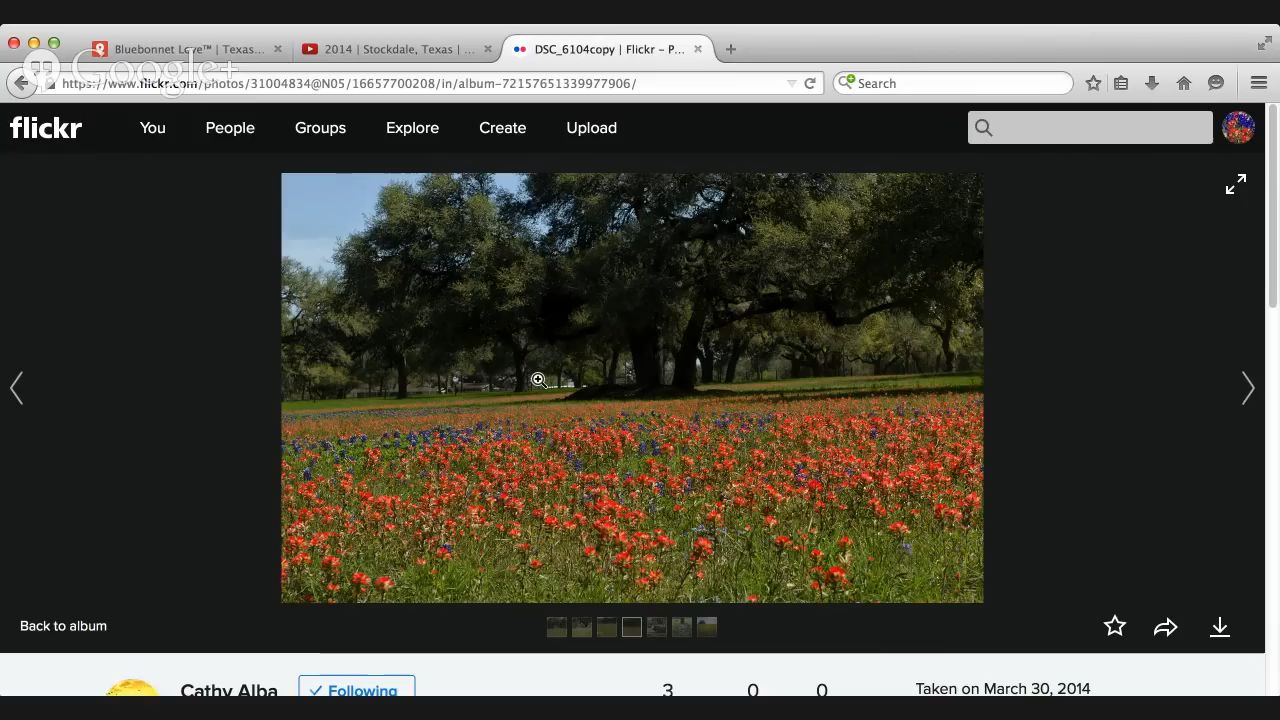 Bluebonnet Love™ | Texas...
2014 | Stockdale, Texas | ...
DSC_6104copy | Flickr – P...
Google+
https://www.flickr.com/photos/31004834@N05/16657700208/in/album-72157651339977906/
Search
flickr
You
People
Groups
Explore
Create
Upload
Back to album
Cathy Alba
Following
3
0
0
Taken on March 30, 2014